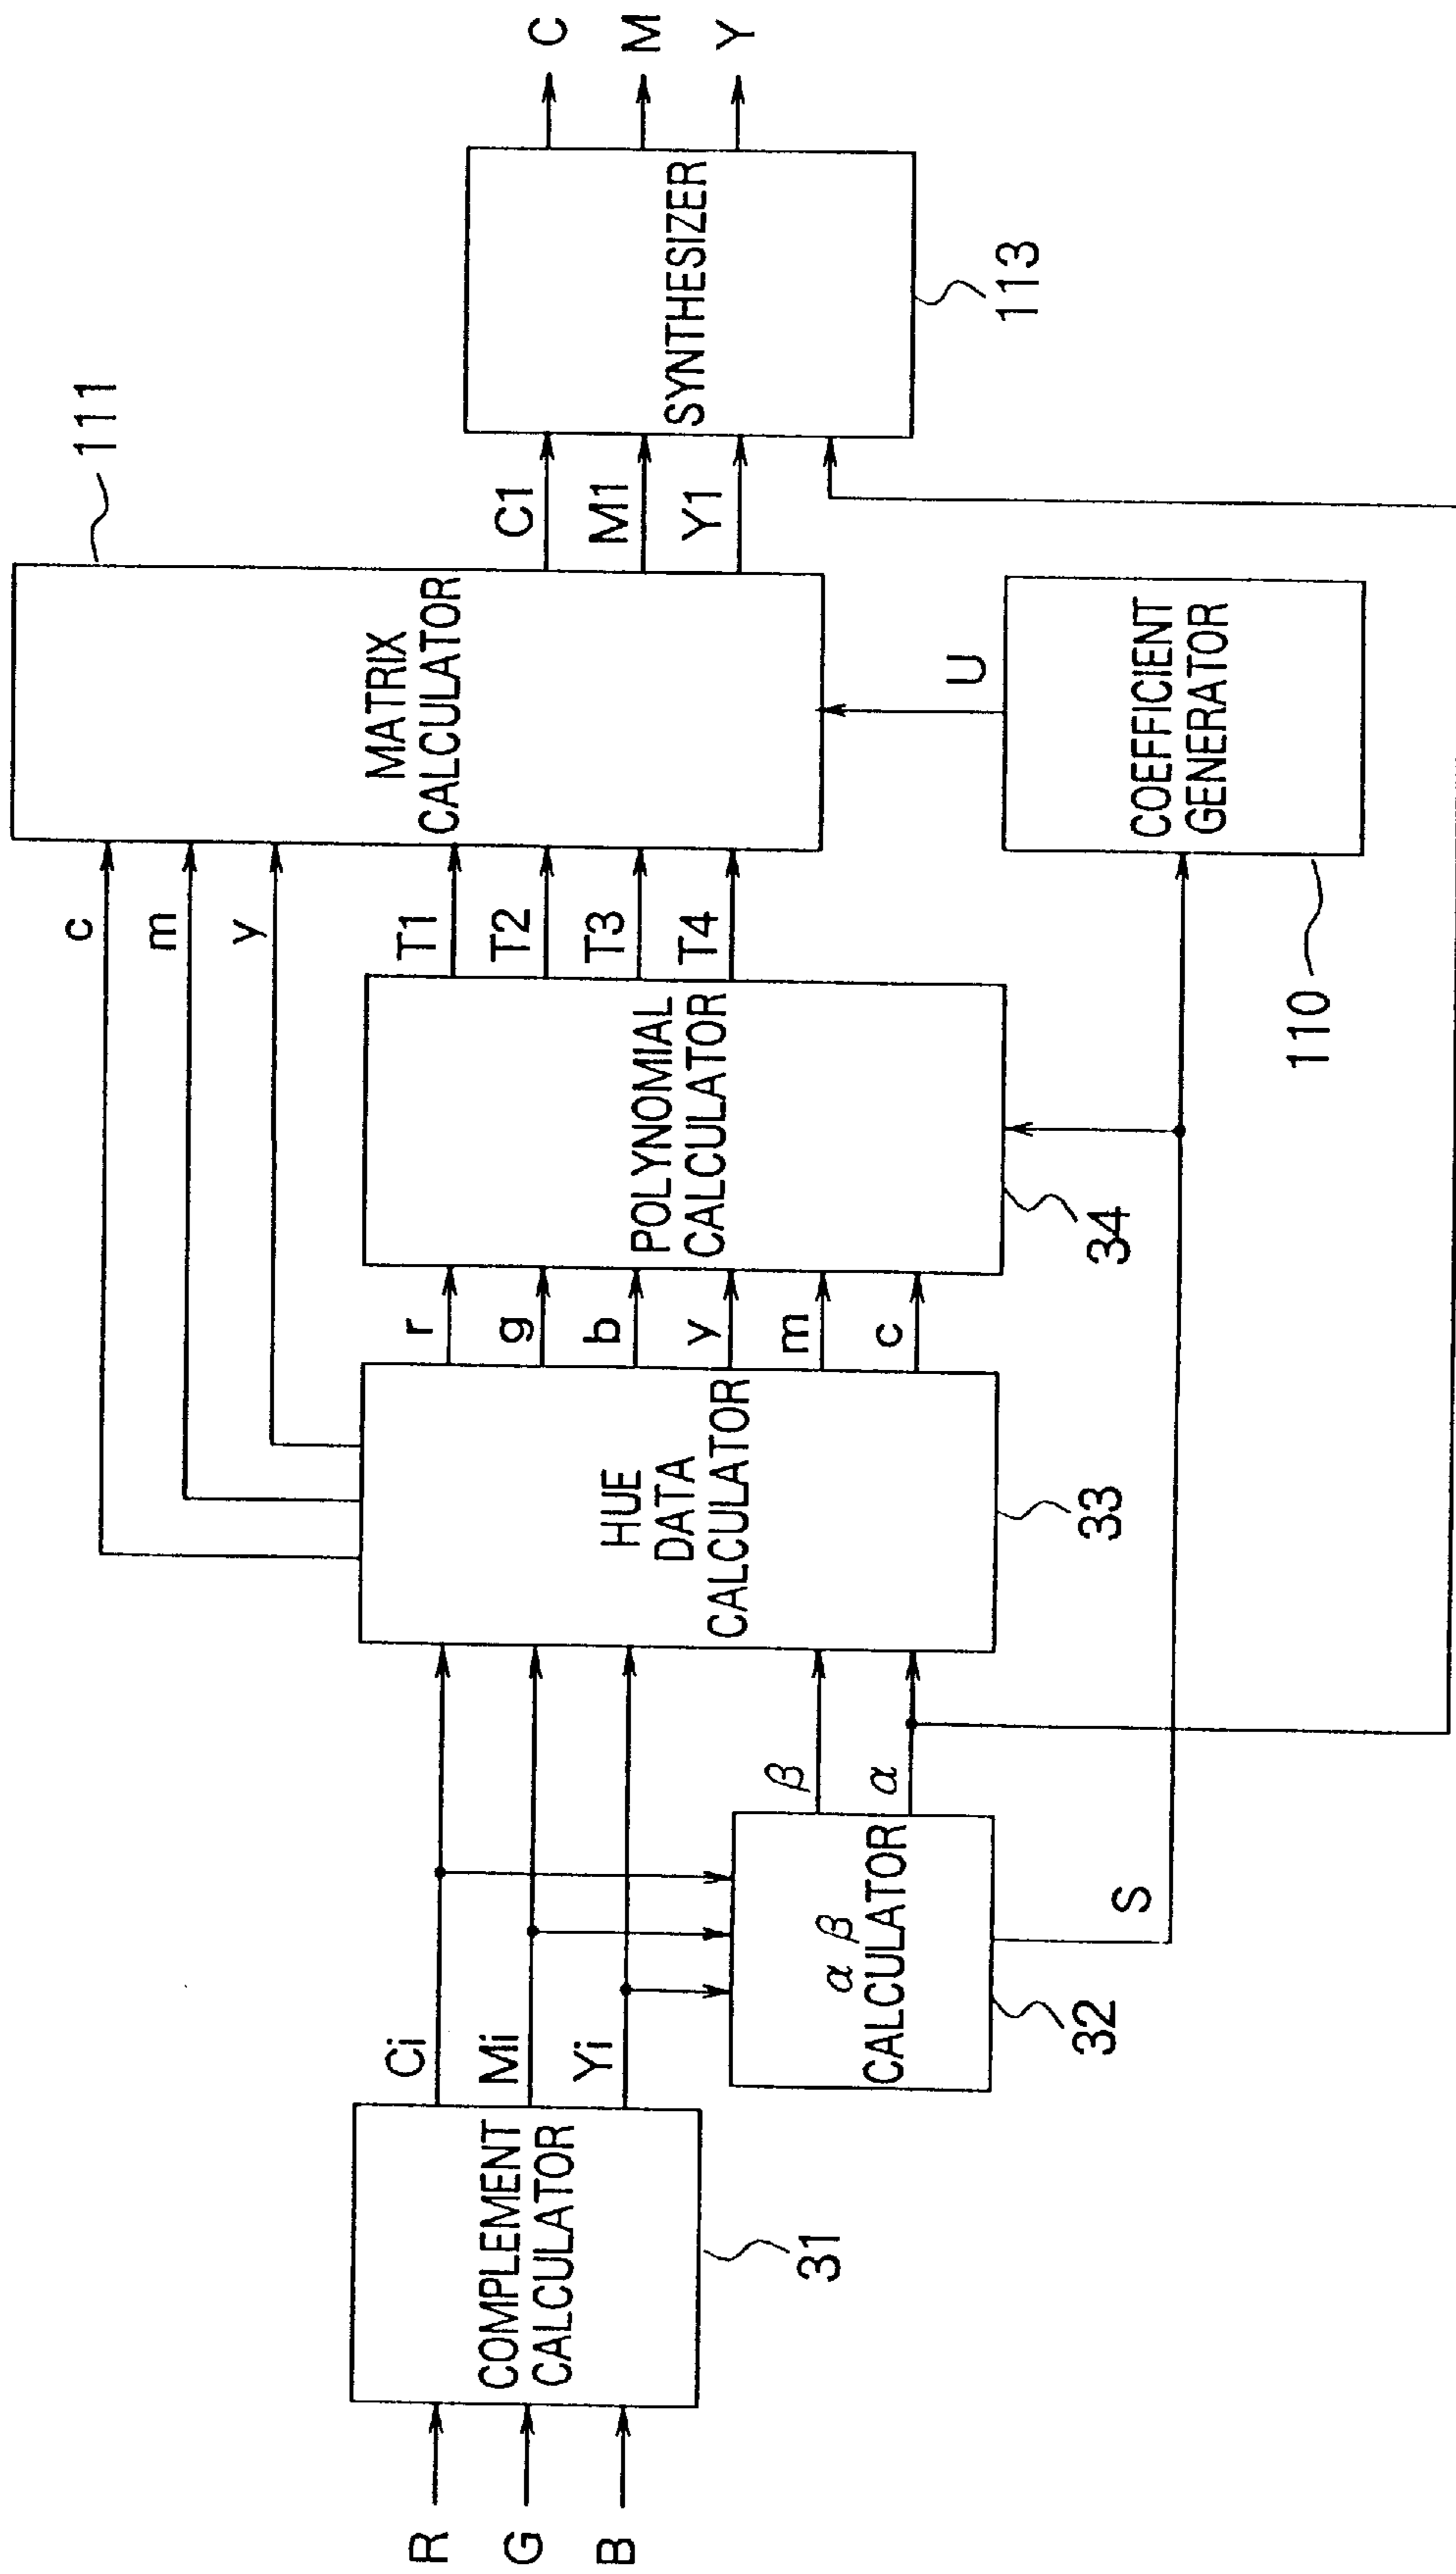 R
G
B
COMPLEMENT
CALCULATOR
31
Ci
Mi
Yi
α β
CALCULATOR
32
β
α
S
HUE
DATA
CALCULATOR
33
r
g
b
y
m
c
POLYNOMIAL
CALCULATOR
34
c
m
y
T1
T2
T3
T4
MATRIX
CALCULATOR
111
U
COEFFICIENT
GENERATOR
110
C1
M1
Y1
SYNTHESIZER
113
C
M
Y